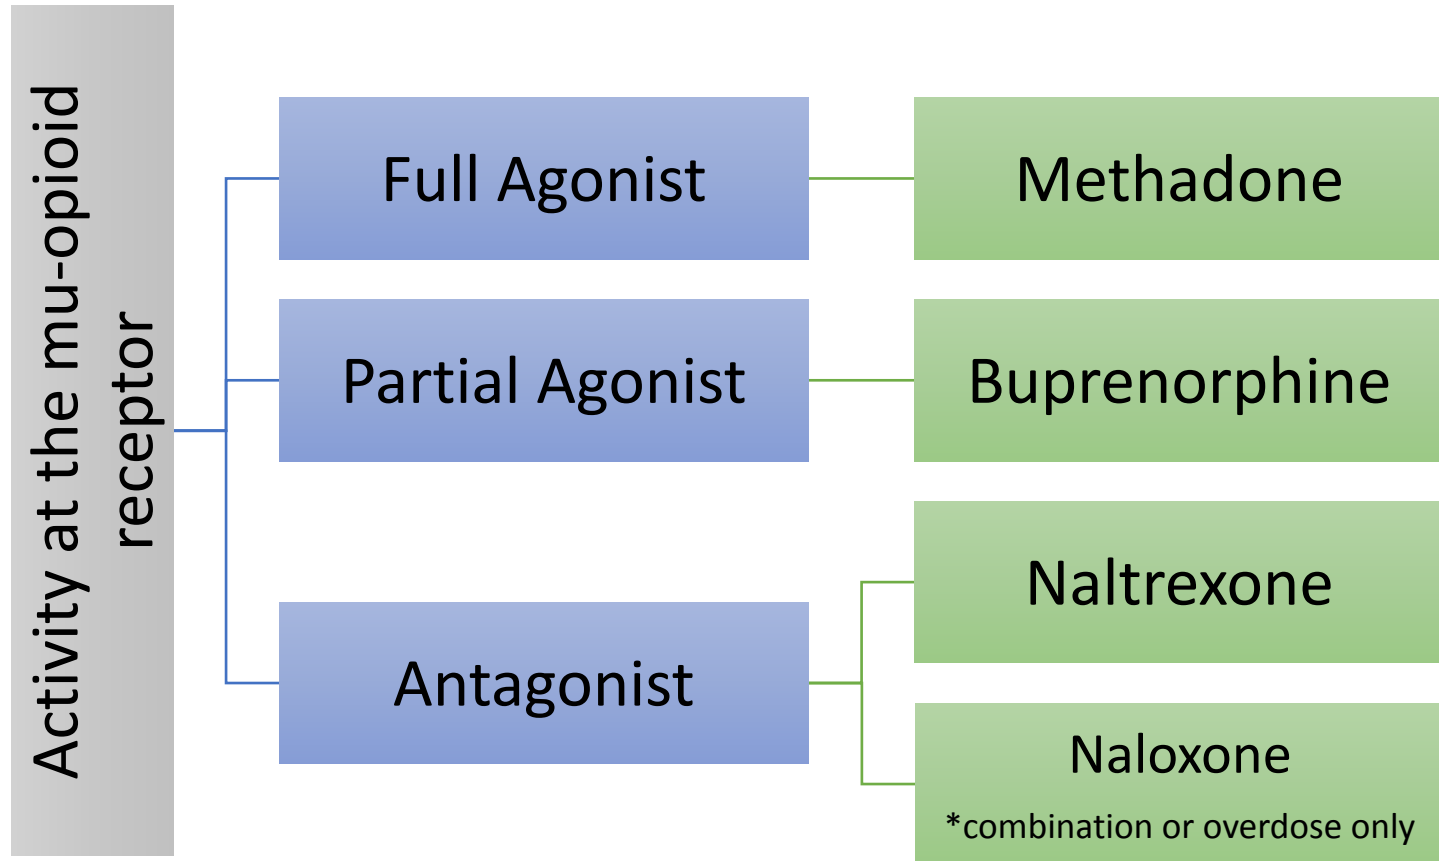 Activity at the mu-opioid
receptor
Full Agonist
Methadone
Partial Agonist
Buprenorphine
Antagonist
Naltrexone
Naloxone
*combination or overdose only